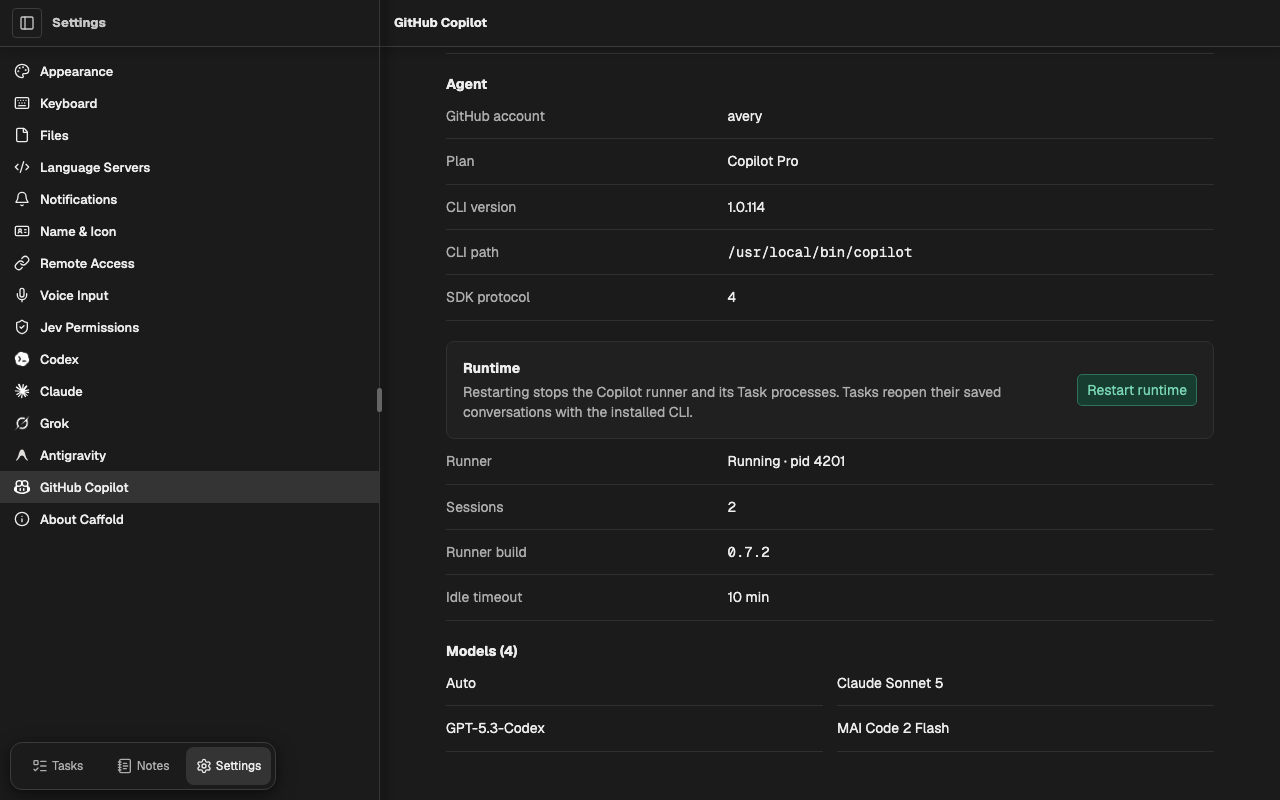 Settings
GitHub Copilot
Appearance
Keyboard
Files
Language Servers
Notifications
Name & Icon
Remote Access
Voice Input
Jev Permissions
Codex
Claude
Grok
Antigravity
GitHub Copilot
About Caffold
Tasks
Notes
Settings
Agent
GitHub account avery
Plan Copilot Pro
CLI version 1.0.114
CLI path /usr/local/bin/copilot
SDK protocol 4
Runtime
Restarting stops the Copilot runner and its Task processes. Tasks reopen their saved
conversations with the installed CLI.
Restart runtime
Runner Running · pid 4201
Sessions 2
Runner build 0.7.2
Idle timeout 10 min
Models (4)
Auto Claude Sonnet 5
GPT-5.3-Codex MAI Code 2 Flash